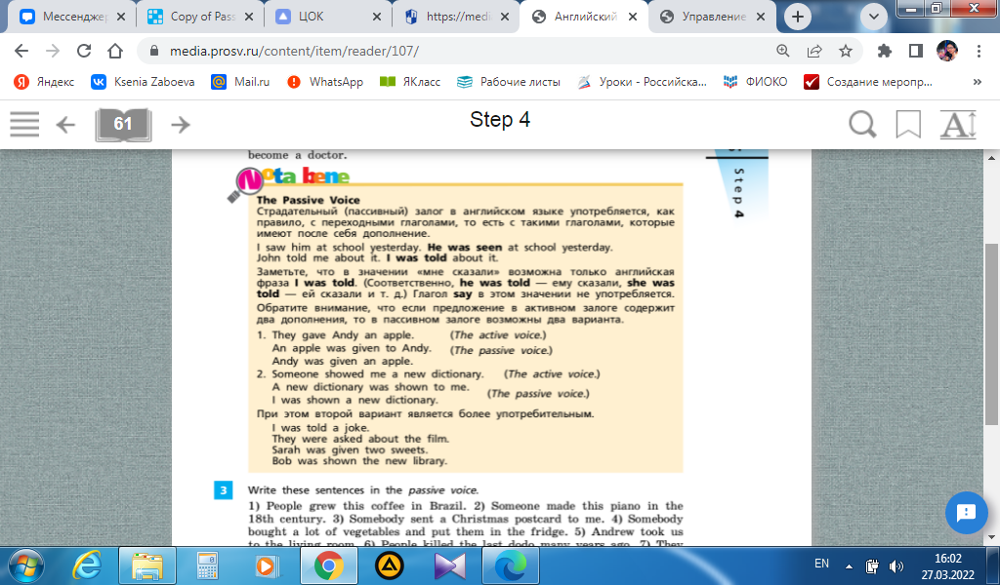 Мессендже
Copy of Pas
ЦОК
https://medi
Английский
Управление
media.prosv.ru/content/item/reader/107/
Яндекс
Ksenia Zaboeva
Mail.ru
WhatsApp
ЯКласс
Рабочие листы
Уроки - Российска...
ФИОКО
Создание меропр...
»
61
Step 4
become a doctor.
Nota bene
Step 4
The Passive Voice
Страдательный (пассивный) залог в английском языке употребляется, как
правило, с переходными глаголами, то есть с такими глаголами, которые
имеют после себя дополнение.
I saw him at school yesterday. He was seen at school yesterday.
John told me about it. I was told about it.
Заметьте, что в значении «мне сказали» возможна только английская
фраза I was told. (Соответственно, he was told — ему сказали, she was
told — ей сказали и т. д.) Глагол say в этом значении не употребляется.
Обратите внимание, что если предложение в активном залоге содержит
два дополнения, то в пассивном залоге возможны два варианта.
1. They gave Andy an apple. (The active voice.)
An apple was given to Andy. (The passive voice.)
Andy was given an apple.
2. Someone showed me a new dictionary. (The active voice.)
A new dictionary was shown to me. (The passive voice.)
I was shown a new dictionary.
При этом второй вариант является более употребительным.
I was told a joke.
They were asked about the film.
Sarah was given two sweets.
Bob was shown the new library.
3 Write these sentences in the passive voice.
1) People grew this coffee in Brazil. 2) Someone made this piano in the
18th century. 3) Somebody sent a Christmas postcard to me. 4) Somebody
bought a lot of vegetables and put them in the fridge. 5) Andrew took us
to the living room. 6) People killed the last dodo many years ago. 7) They
EN
16:02
27.03.2022